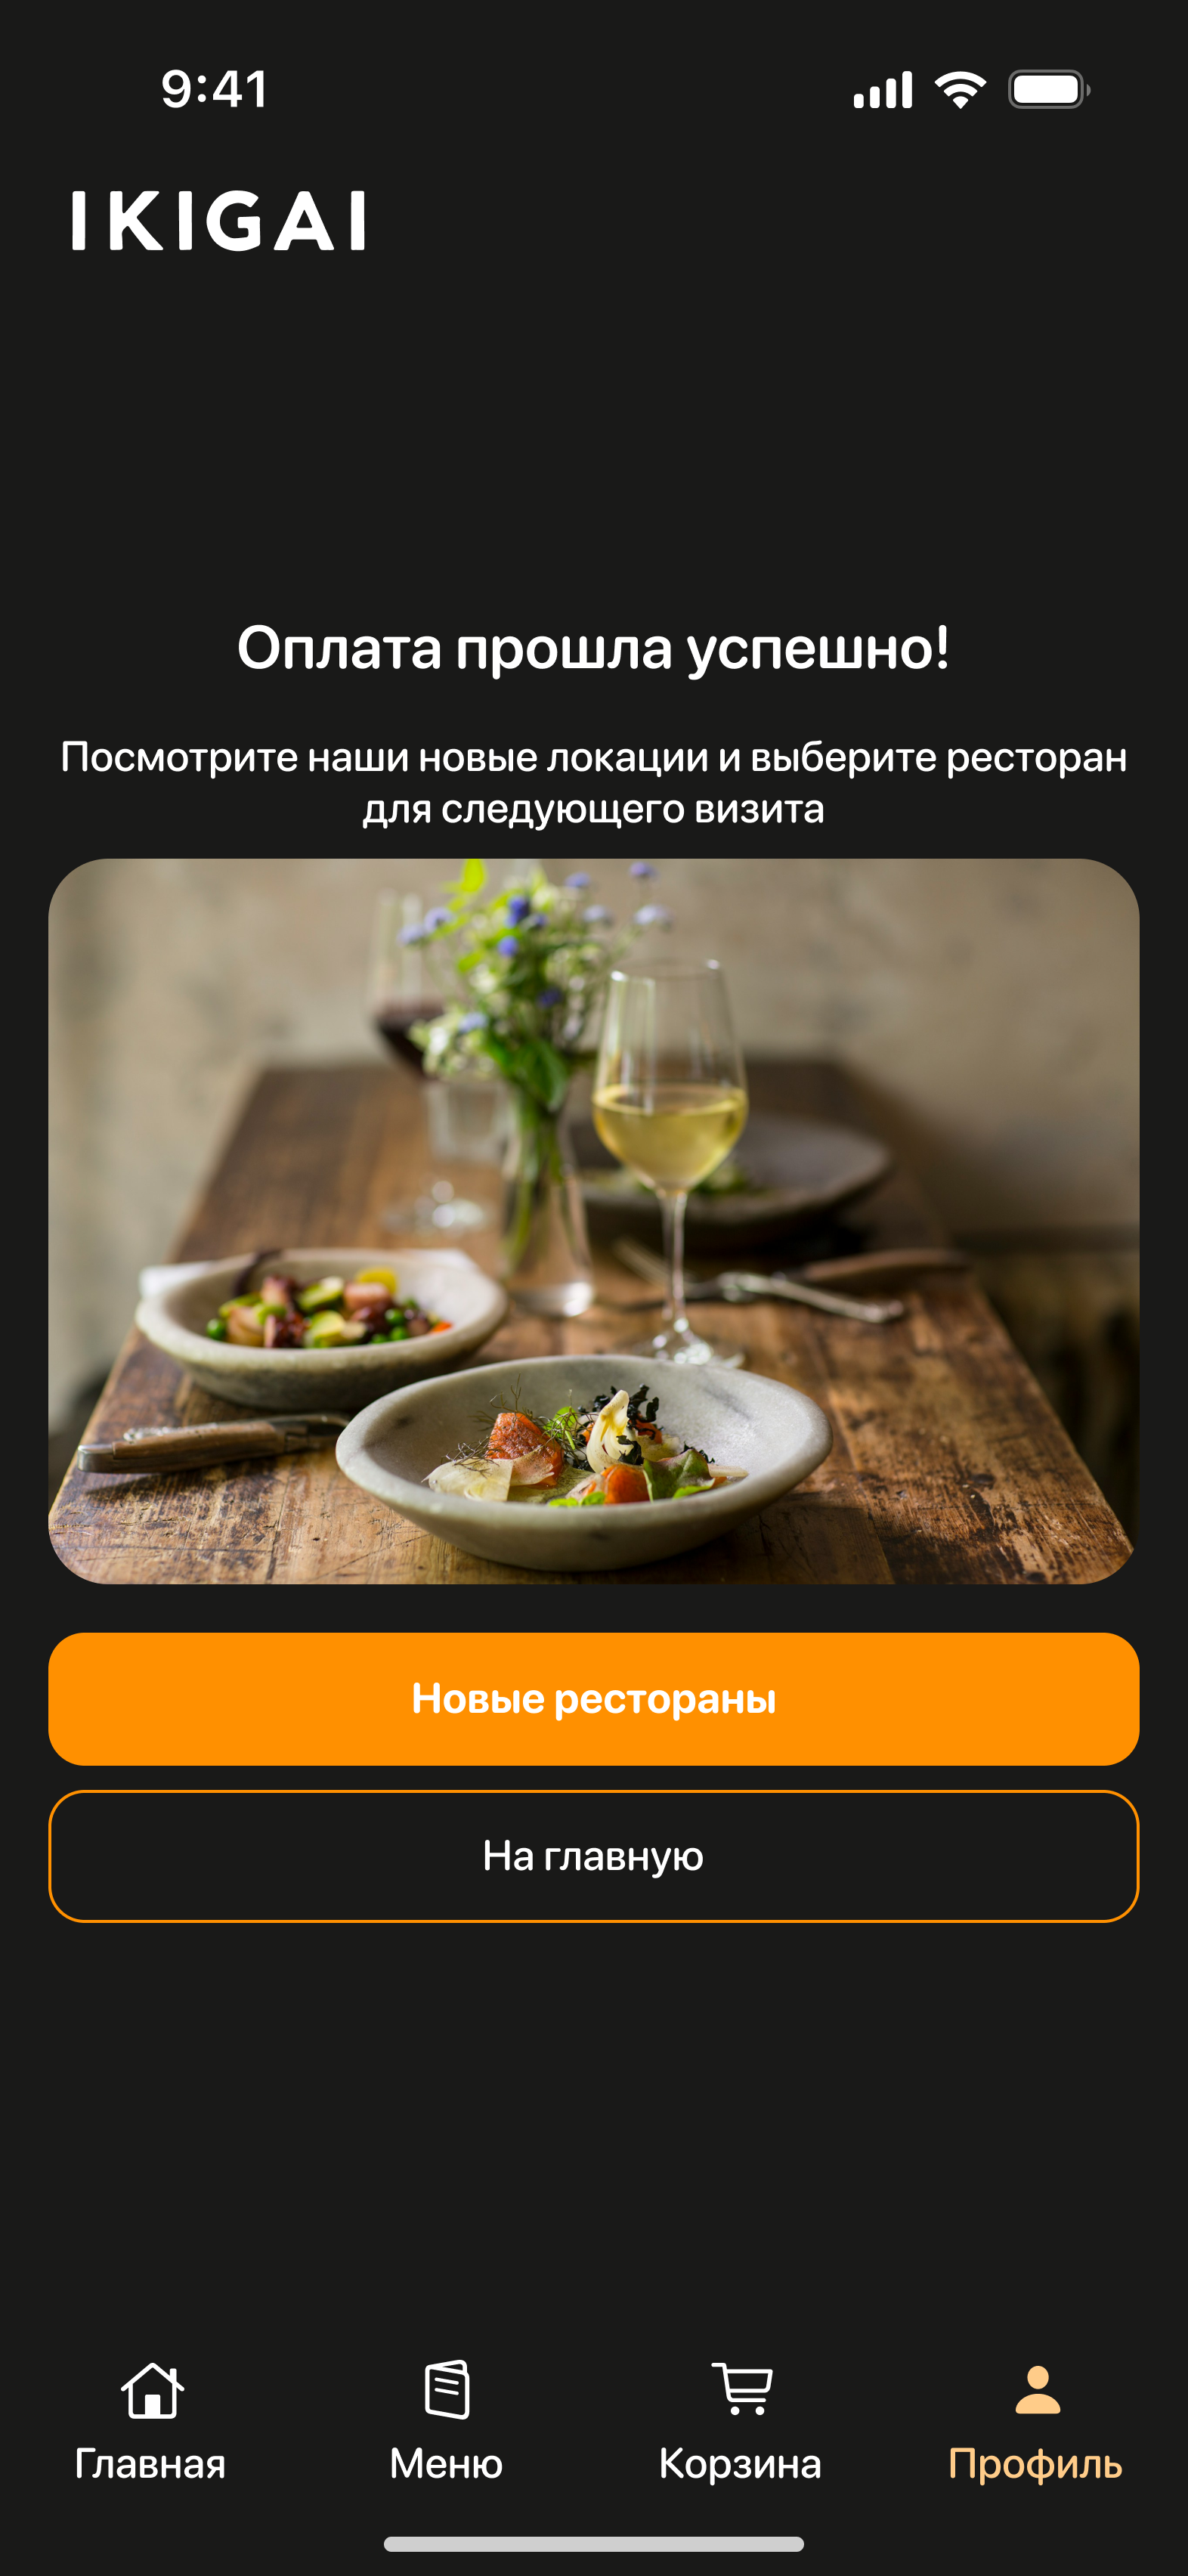 9:41
IKIGAI
Оплата прошла успешно!
Посмотрите наши новые локации и выберите ресторан
для следующего визита
Новые рестораны
На главную
Главная
Меню
Корзина
Профиль